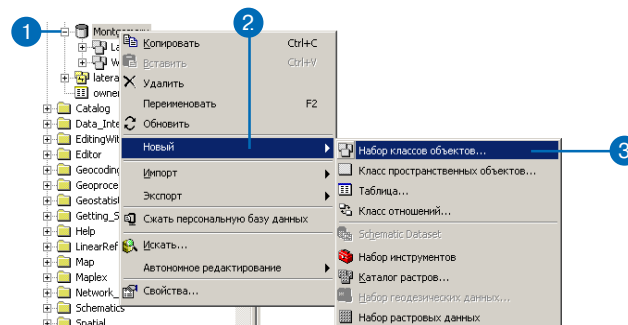 1
2
3
Копировать Ctrl+C
Вставить Ctrl+V
Удалить
Переименовать F2
Обновить
Новый
Импорт
Экспорт
Сжать персональную базу данных
Искать...
Автономное редактирование
Свойства...
Набор классов объектов...
Класс пространственных объектов...
Таблица...
Класс отношений...
Schematic Dataset
Набор инструментов
Каталог растров...
Набор геодезических данных...
Набор растровых данных
La
W
latera
owne
Catalog
Data_Inte
EditingWit
Editor
Geocoding
Geoproce
Geostatist
Getting_S
Help
LinearRef
Map
Maplex
Network_
Schematics
Spatial